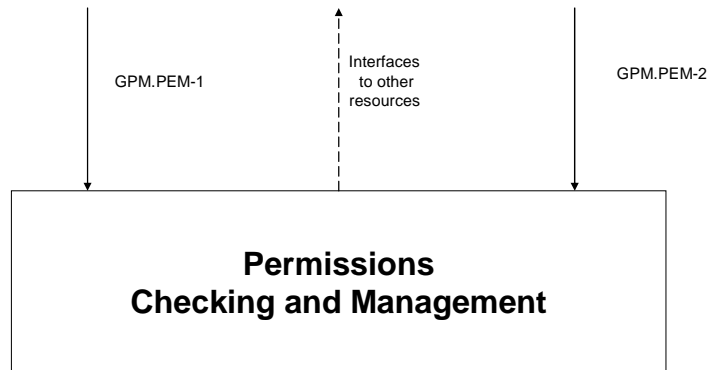 GPM.PEM-1
Interfaces
to other
resources
GPM.PEM-2
Permissions
Checking and Management